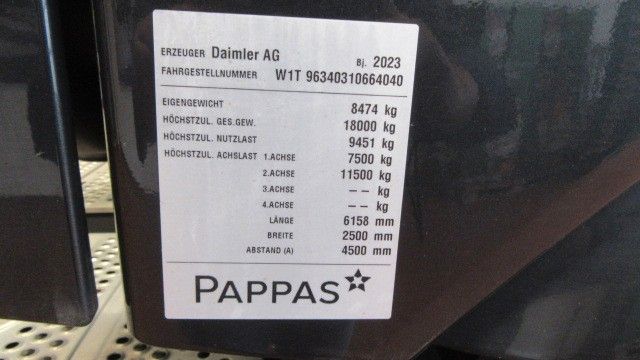 ERZEUGER Daimler AG Bj. 2023
FAHRGESTELLNUMMER W1T 96340310664040
EIGENGEWICHT 8474 kg
HÖCHSTZUL. GES.GEW. 18000 kg
HÖCHSTZUL. NUTZLAST 9451 kg
HÖCHSTZUL. ACHSLAST 1.ACHSE 7500 kg
2.ACHSE 11500 kg
3.ACHSE -- kg
4.ACHSE -- kg
LÄNGE 6158 mm
BREITE 2500 mm
ABSTAND (A) 4500 mm
PAPPAS